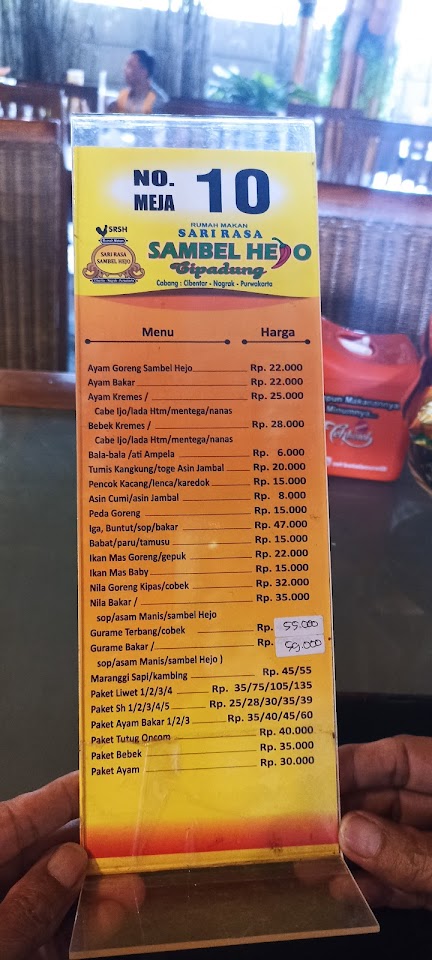 NO.
MEJA
10
SRSH
Rumah Makan
SARI RASA
SAMBEL HEJO
RUMAH MAKAN
SARI RASA
SAMBEL HEJO
Cipadung
Cabang : Cibentar - Nagrak - Purwakarta
Menu Harga
Ayam Goreng Sambel Hejo Rp. 22.000
Ayam Bakar Rp. 22.000
Ayam Kremes / Rp. 25.000
Cabe Ijo/lada Htm/mentega/nanas
Bebek Kremes / Rp. 28.000
Cabe Ijo/lada Htm/mentega/nanas
Bala-bala /ati Ampela Rp. 6.000
Tumis Kangkung/toge Asin Jambal Rp. 20.000
Pencok Kacang/lenca/karedok Rp. 15.000
Asin Cumi/asin Jambal Rp. 8.000
Peda Goreng Rp. 15.000
Iga, Buntut/sop/bakar Rp. 47.000
Babat/paru/tamusu Rp. 15.000
Ikan Mas Goreng/gepuk Rp. 22.000
Ikan Mas Baby Rp. 15.000
Nila Goreng Kipas/cobek Rp. 32.000
Nila Bakar / Rp. 35.000
sop/asam Manis/sambel Hejo
Gurame Terbang/cobek Rp. 55.000
Gurame Bakar / Rp. 59.000
sop/asam Manis/sambel Hejo )
Maranggi Sapi/kambing Rp. 45/55
Paket Liwet 1/2/3/4 Rp. 35/75/105/135
Paket Sh 1/2/3/4/5 Rp. 25/28/30/35/39
Paket Ayam Bakar 1/2/3 Rp. 35/40/45/60
Paket Tutug Oncom Rp. 40.000
Paket Bebek Rp. 35.000
Paket Ayam Rp. 30.000